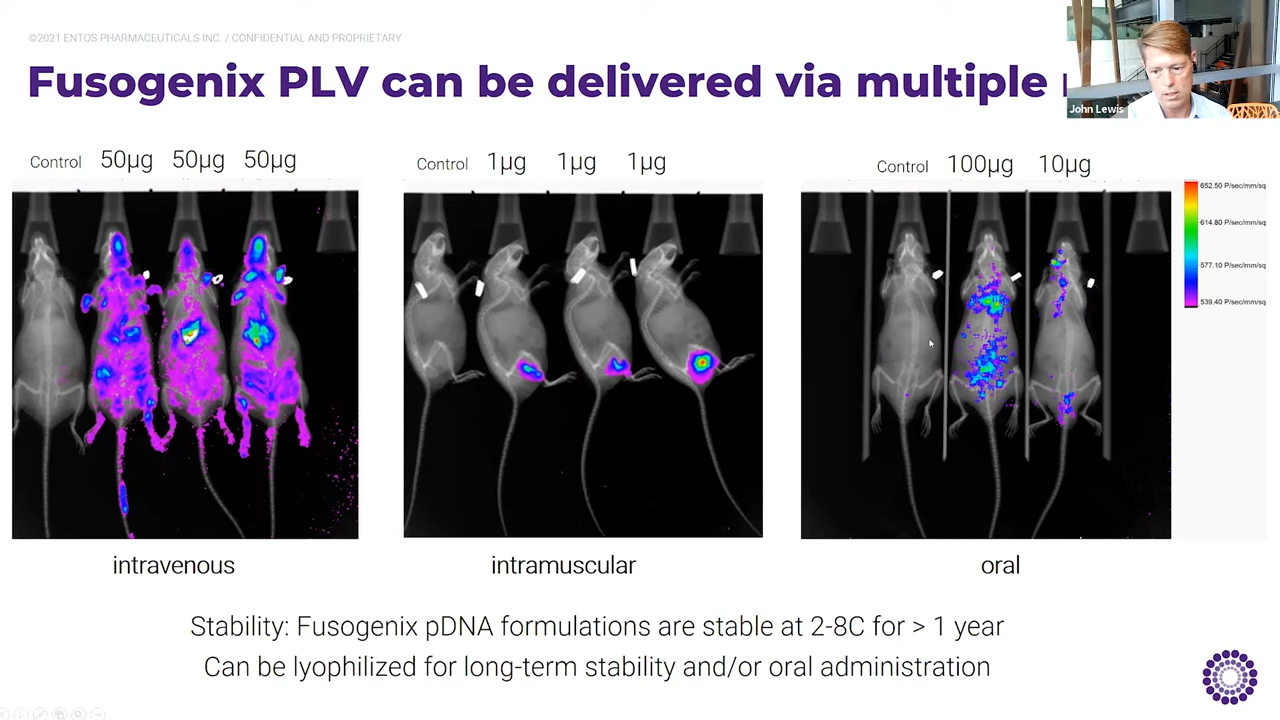 ©2021 ENTOS PHARMACEUTICALS INC. / CONFIDENTIAL AND PROPRIETARY
Fusogenix PLV can be delivered via multiple
John Lewis
Control 50µg 50µg 50µg
Control 1µg 1µg 1µg
Control 100µg 10µg
652.50 P/sec/mm/sq
614.80 P/sec/mm/sq
577.10 P/sec/mm/sq
539.40 P/sec/mm/sq
intravenous
intramuscular
oral
Stability: Fusogenix pDNA formulations are stable at 2-8C for > 1 year
Can be lyophilized for long-term stability and/or oral administration